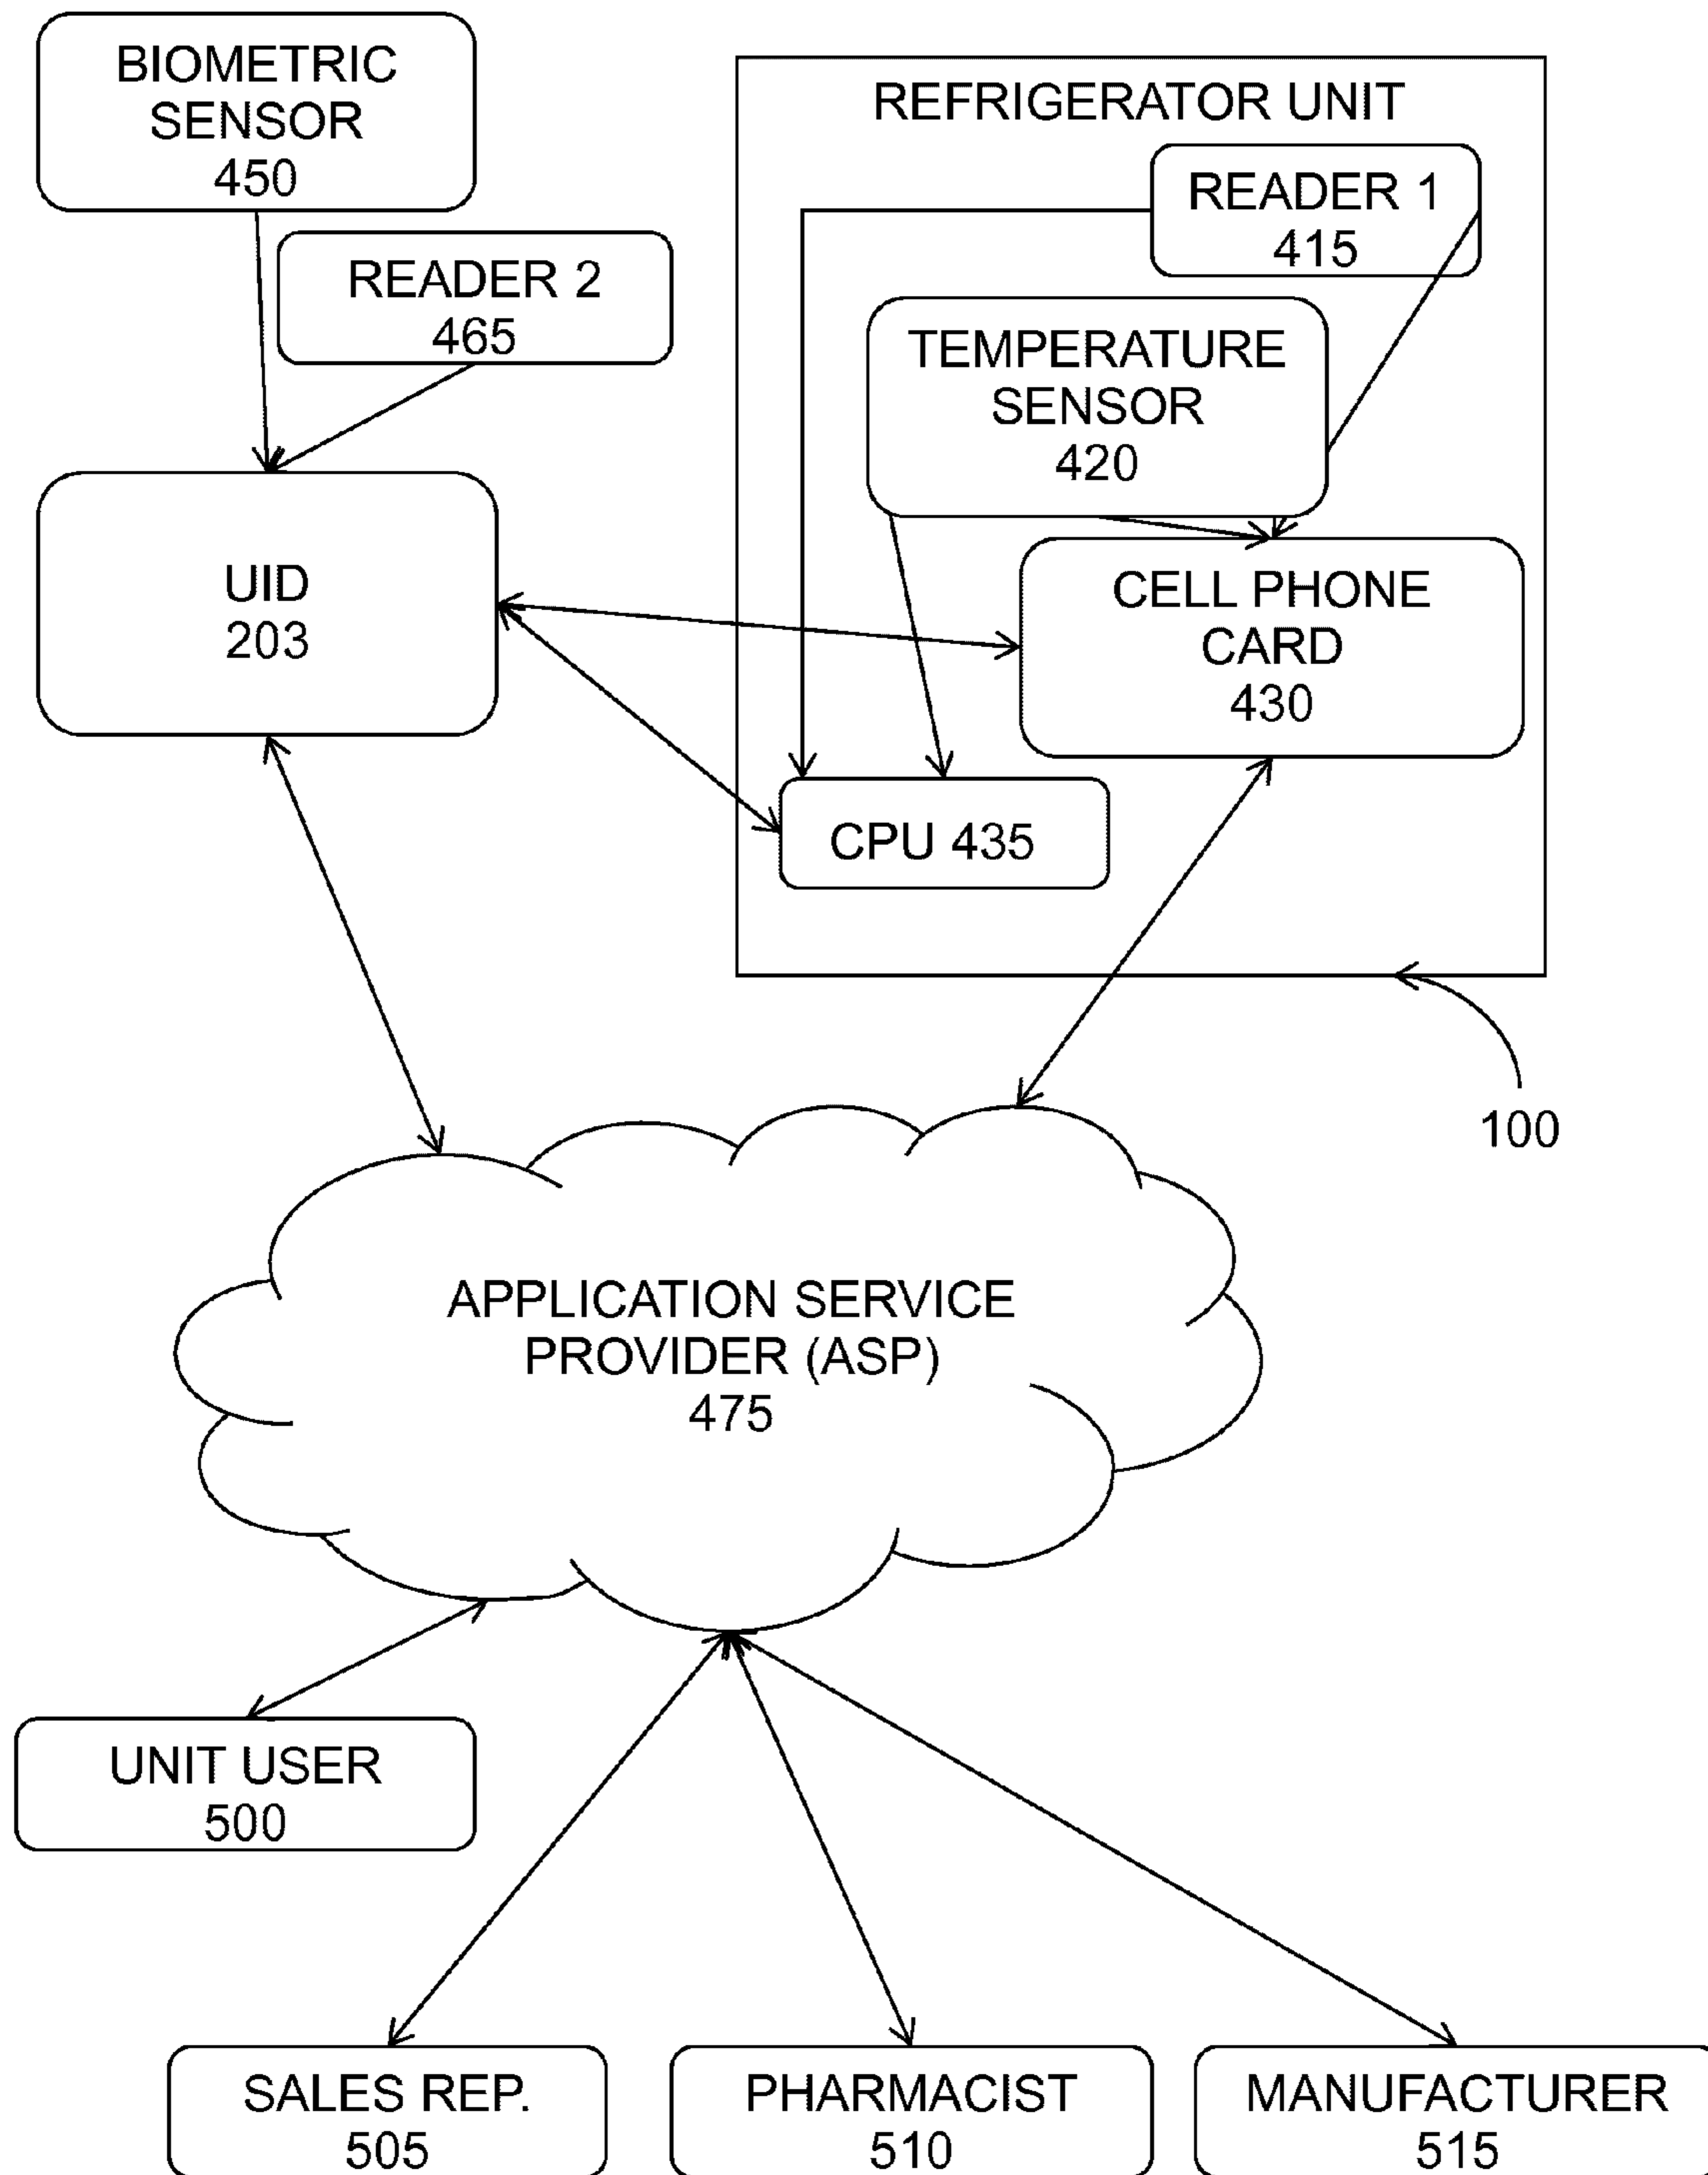 BIOMETRIC
SENSOR
450
READER 2
465
REFRIGERATOR UNIT
READER 1
415
TEMPERATURE
SENSOR
420
UID
203
CELL PHONE
CARD
430
CPU 435
100
APPLICATION SERVICE
PROVIDER (ASP)
475
UNIT USER
500
SALES REP.
505
PHARMACIST
510
MANUFACTURER
515